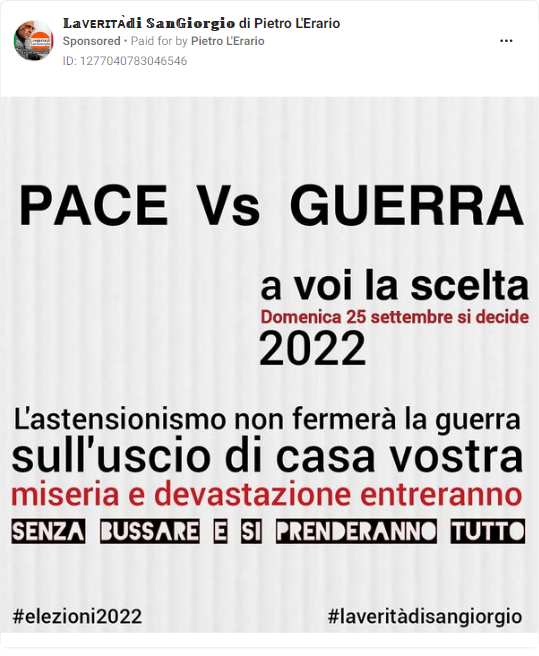 LaVERITÀdi SanGiorgio di Pietro L'Erario
Sponsored • Paid for by Pietro L'Erario
ID: 1277040783046546
PACE Vs GUERRA
a voi la scelta
Domenica 25 settembre si decide
2022
L'astensionismo non fermerà la guerra
sull'uscio di casa vostra
miseria e devastazione entreranno
SENZA BUSSARE E SI PRENDERANNO TUTTO
#elezioni2022 #laveritàdisangiorgio